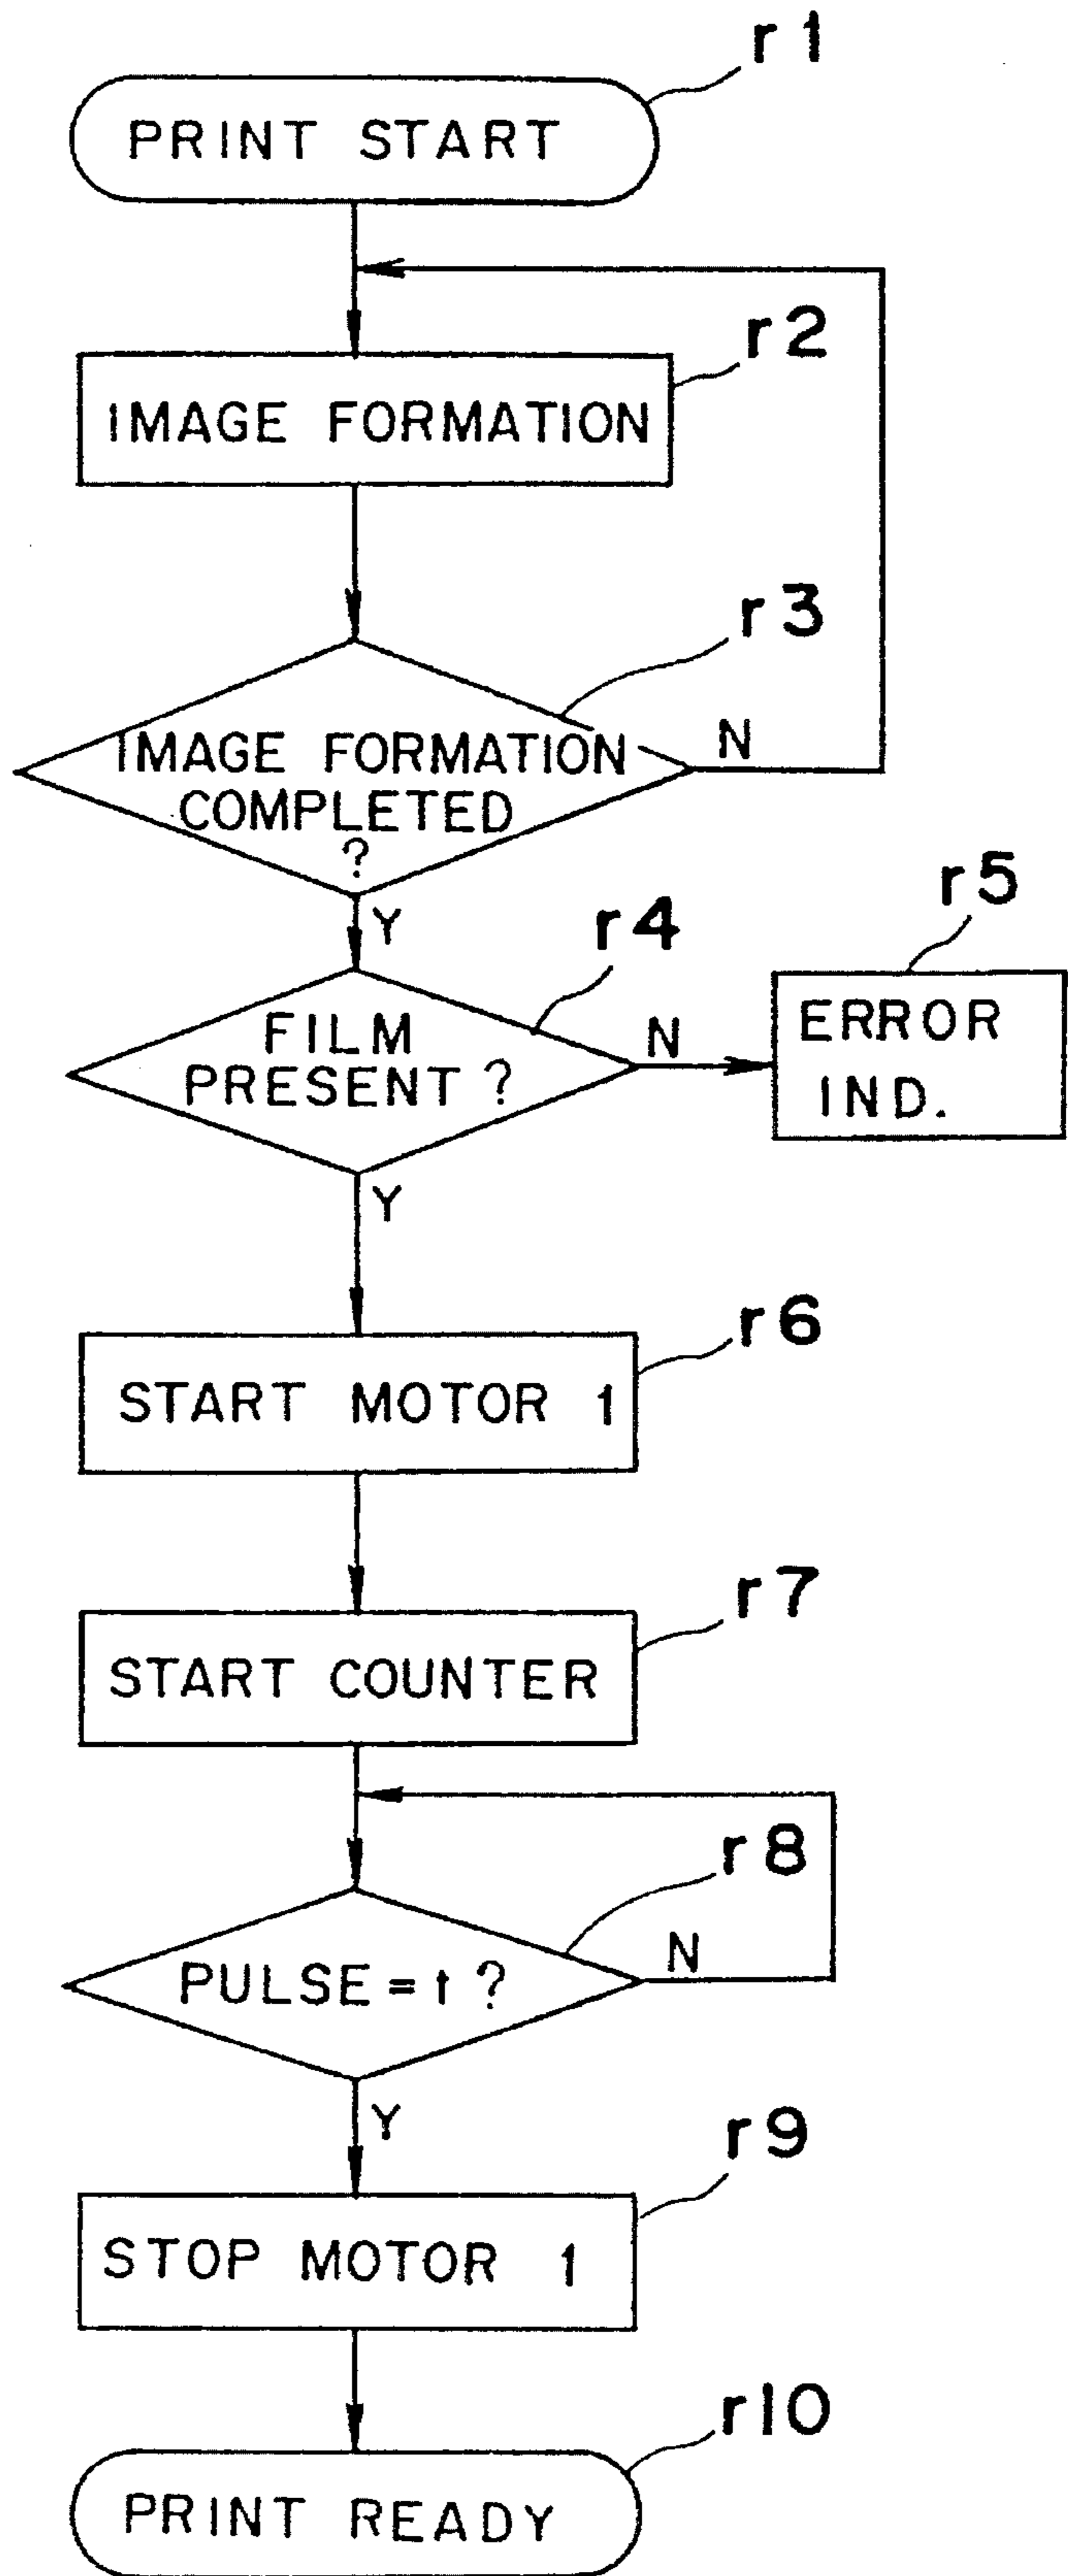 r1
PRINT START
r2
IMAGE FORMATION
r3
IMAGE FORMATION
N
COMPLETED
?
Y
r4
r5
FILM
PRESENT ?
N
ERROR
IND.
Y
r6
START MOTOR 1
r7
START COUNTER
r8
PULSE = t ?
N
Y
r9
STOP MOTOR 1
r10
PRINT READY